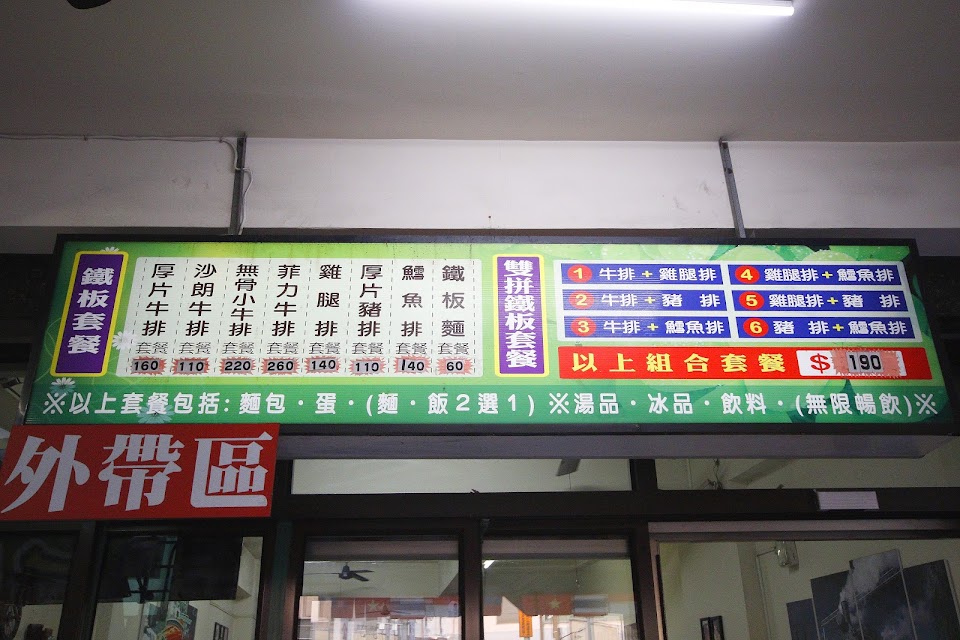 鐵板套餐
厚片牛排套餐 160
沙朗牛排套餐 110
無骨小牛排套餐 220
菲力牛排套餐 260
雞腿排套餐 140
厚片豬排套餐 110
鱈魚排套餐 140
鐵板麵套餐 60
雙拼鐵板套餐
1 牛排+雞腿排
2 牛排+豬排
3 牛排+鱈魚排
4 雞腿排+鱈魚排
5 雞腿排+豬排
6 豬排+鱈魚排
以上組合套餐 $ 190
※以上套餐包括:麵包・蛋・(麵・飯2選1)※湯品・冰品・飲料・(無限暢飲)※
外帶區